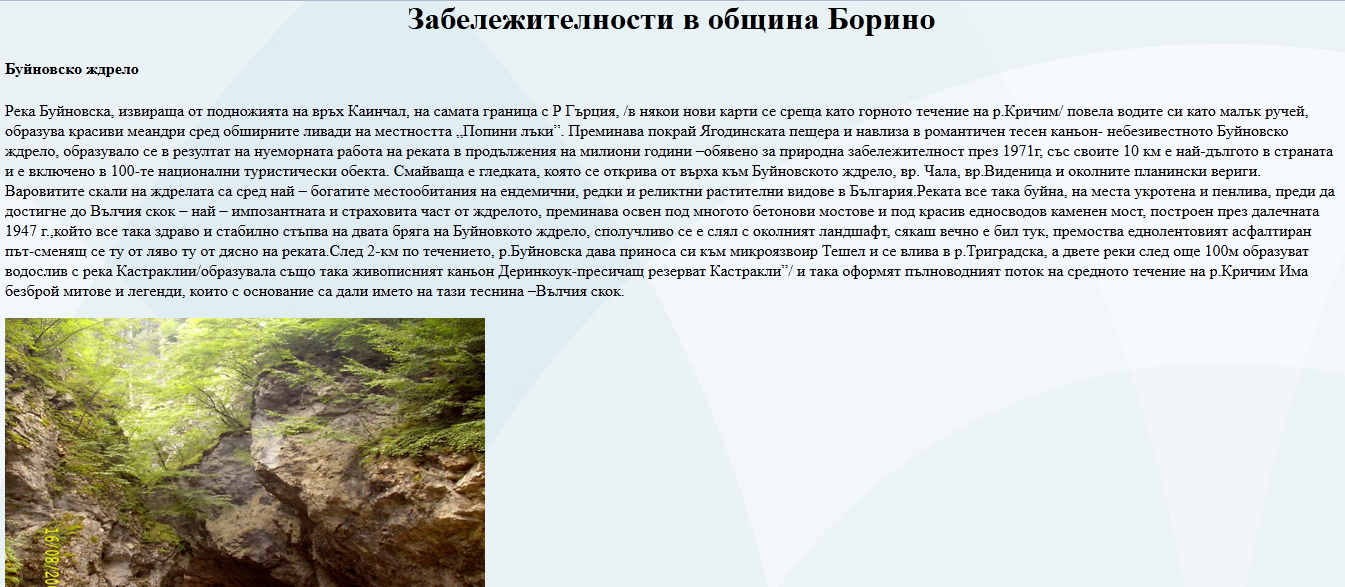 Забележителности в община Борино
Буйновско ждрело
Река Буйновска, извираща от подножията на връх Каинчал, на самата граница с Р Гърция, /в някои нови карти се среща като горното течение на р.Кричим/ повела водите си като малък ручей,
образува красиви меандри сред обширните ливади на местността „Попини лъки”. Преминава покрай Ягодинската пещера и навлиза в романтичен тесен каньон- небезивестното Буйновско
ждрело, образувало се в резултат на нуеморната работа на реката в продължения на милиони години –обявено за природна забележителност през 1971г, със своите 10 км е най-дългото в страната
и е включено в 100-те национални туристически обекта. Смайваща е гледката, която се открива от върха към Буйновското ждрело, вр. Чала, вр.Виденица и околните планински вериги.
Варовитите скали на ждрелата са сред най – богатите местообитания на ендемични, редки и реликтни растителни видове в България.Реката все така буйна, на места укротена и пенлива, преди да
достигне до Вълчия скок – най – импозантната и страховита част от ждрелото, преминава освен под многото бетонови мостове и под красив едносводов каменен мост, построен през далечната
1947 г.,който все така здраво и стабилно стъпва на двата бряга на Буйновкото ждрело, сполучливо се е слял с околният ландшафт, сякаш вечно е бил тук, премоства еднолентовият асфалтиран
път-сменящ се ту от ляво ту от дясно на реката.След 2-км по течението, р.Буйновска дава приноса си към микроязвоир Тешел и се влива в р.Триградска, а двете реки след още 100м образуват
водослив с река Кастраклии/образувала също така живописният каньон Деринкоук-пресичащ резерват Кастракли”/ и така оформят пълноводният поток на средното течение на р.Кричим Има
безброй митове и легенди, които с основание са дали името на тази теснина –Вълчия скок.
16/08/20